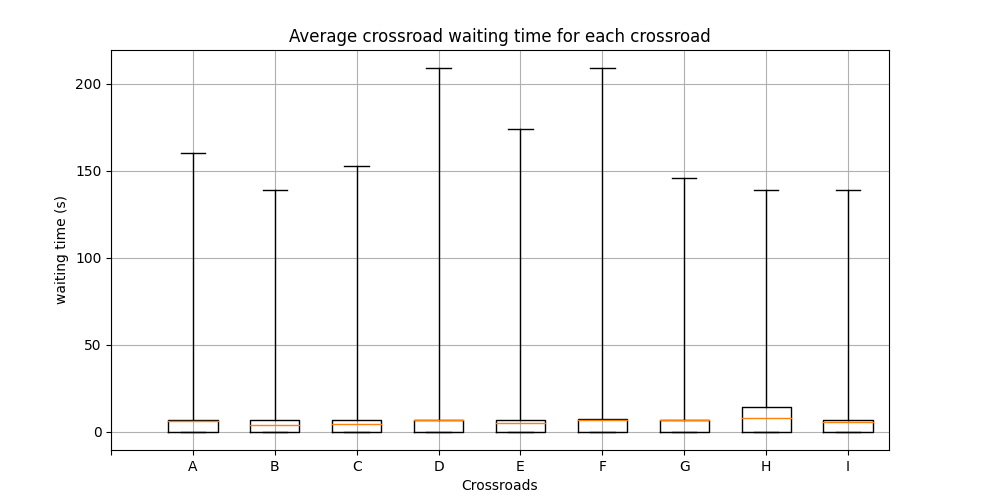 Average crossroad waiting time for each crossroad
200
150
100
50
0
waiting time (s)
A B C D E F G H I
Crossroads